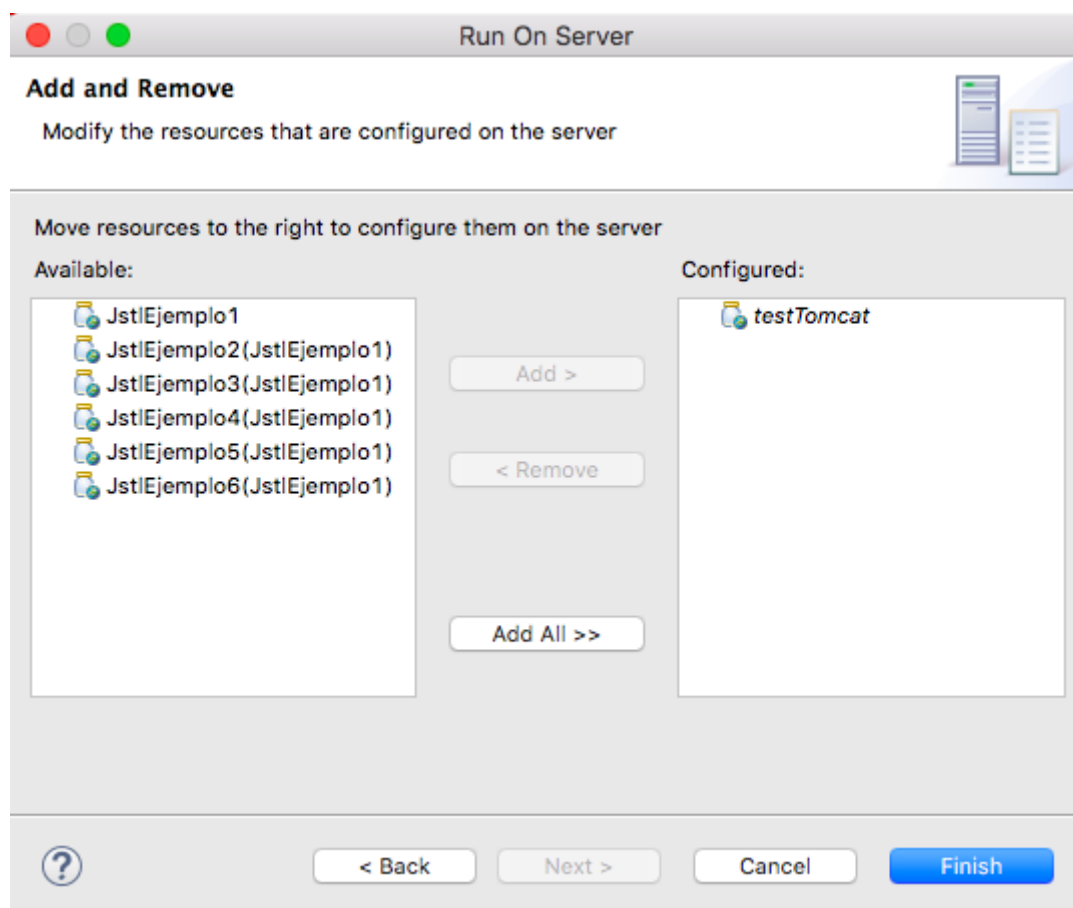 Run On Server
Add and Remove
Modify the resources that are configured on the server
Move resources to the right to configure them on the server
Available:
Configured:
JstlEjemplo1
JstlEjemplo2(JstlEjemplo1)
JstlEjemplo3(JstlEjemplo1)
JstlEjemplo4(JstlEjemplo1)
JstlEjemplo5(JstlEjemplo1)
JstlEjemplo6(JstlEjemplo1)
Add >
< Remove
Add All >>
testTomcat
?
< Back
Next >
Cancel
Finish